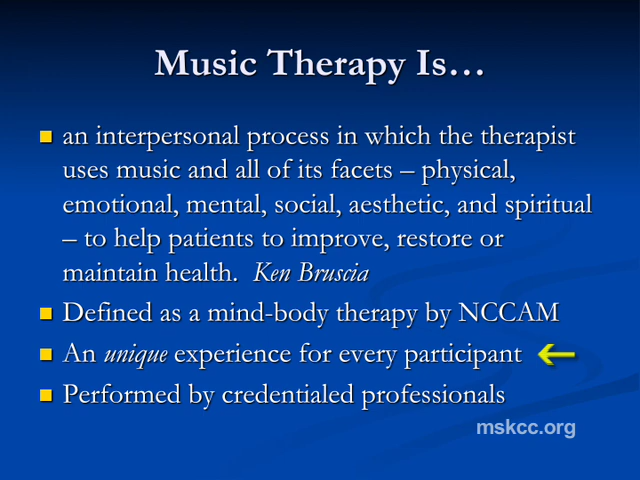 Music Therapy Is…
an interpersonal process in which the therapist
uses music and all of its facets – physical,
emotional, mental, social, aesthetic, and spiritual
– to help patients to improve, restore or
maintain health. Ken Bruscia
Defined as a mind-body therapy by NCCAM
An unique experience for every participant
Performed by credentialed professionals
mskcc.org